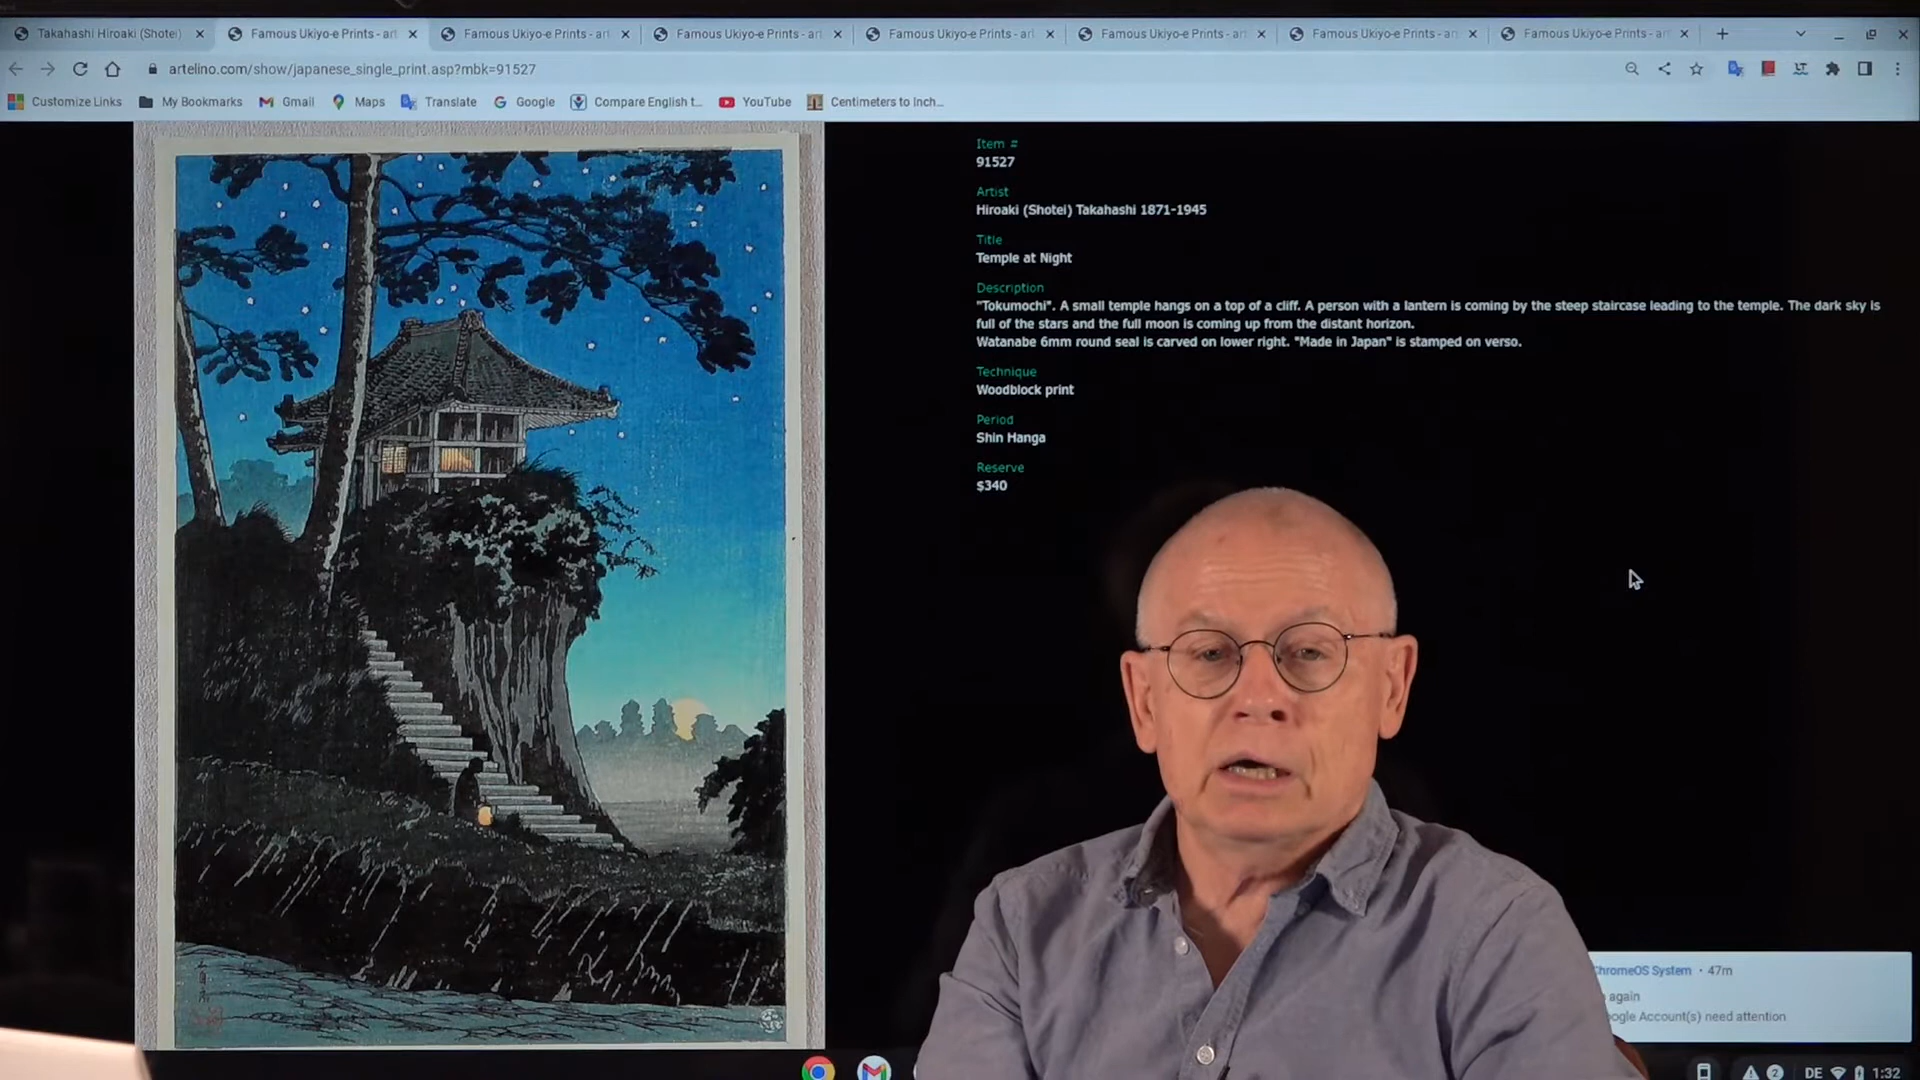 Takahashi Hiroaki (Shotei)
Famous Ukiyo-e Prints - art
Famous Ukiyo-e Prints - art
Famous Ukiyo-e Prints - art
Famous Ukiyo-e Prints - art
Famous Ukiyo-e Prints - art
Famous Ukiyo-e Prints - art
Famous Ukiyo-e Prints - art
artelino.com/show/japanese_single_print.asp?mbk=91527
Customize Links
My Bookmarks
Gmail
Maps
Translate
Google
Compare English t...
YouTube
Centimeters to Inch...
Item #
91527
Artist
Hiroaki (Shotei) Takahashi 1871-1945
Title
Temple at Night
Description
"Tokumochi". A small temple hangs on a top of a cliff. A person with a lantern is coming by the steep staircase leading to the temple. The dark sky is
full of the stars and the full moon is coming up from the distant horizon.
Watanabe 6mm round seal is carved on lower right. "Made in Japan" is stamped on verso.
Technique
Woodblock print
Period
Shin Hanga
Reserve
$340
ChromeOS System • 47m
again
Account(s) need attention
2
DE
1:32